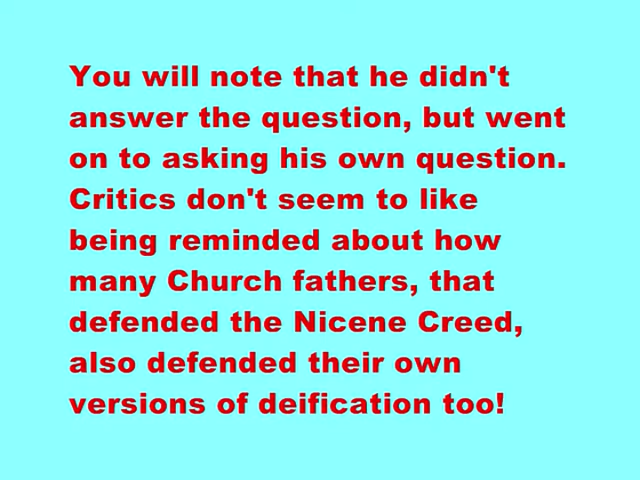 You will note that he didn't
answer the question, but went
on to asking his own question.
Critics don't seem to like
being reminded about how
many Church fathers, that
defended the Nicene Creed,
also defended their own
versions of deification too!